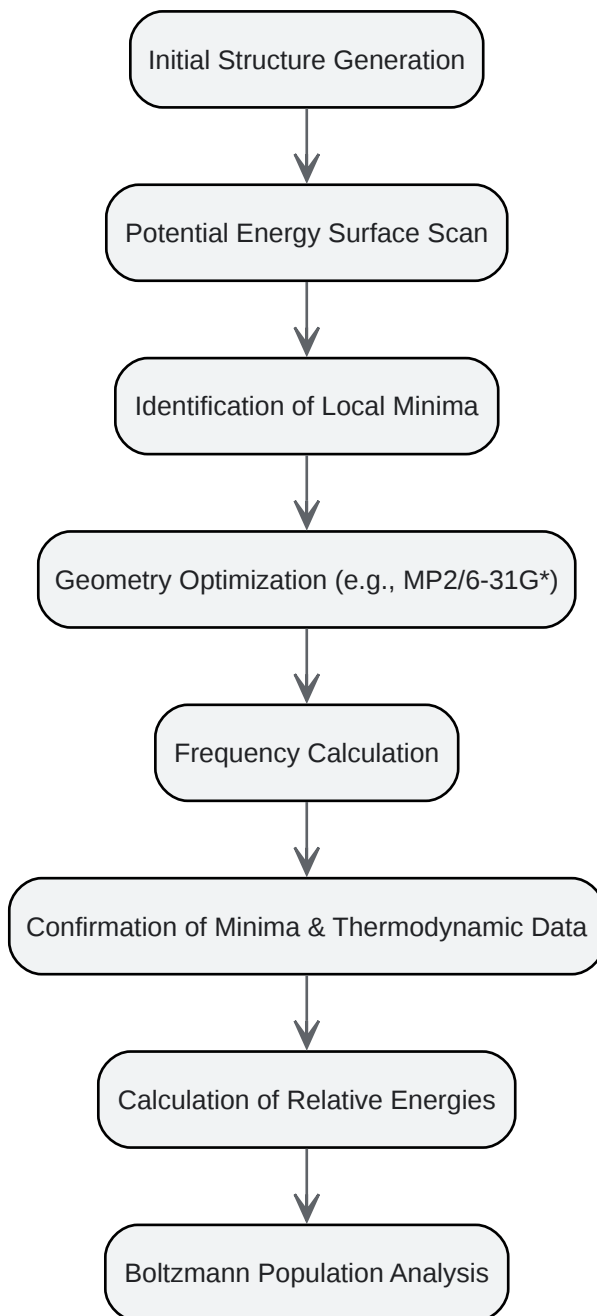 Initial Structure Generation
Potential Energy Surface Scan
Identification of Local Minima
Geometry Optimization (e.g., MP2/6-31G*)
Frequency Calculation
Confirmation of Minima & Thermodynamic Data
Calculation of Relative Energies
Boltzmann Population Analysis